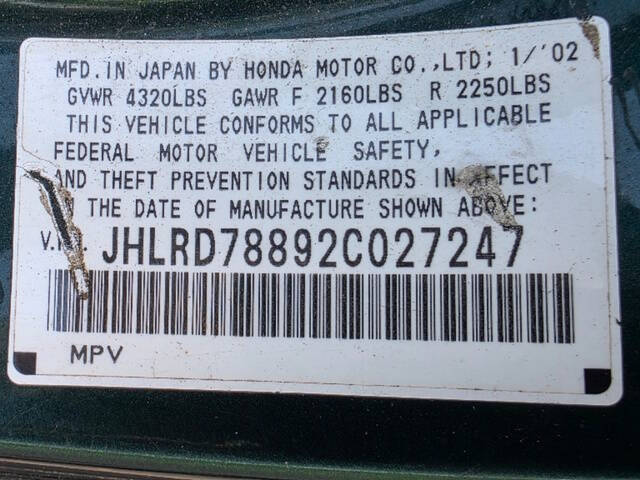 MFD. IN JAPAN BY HONDA MOTOR CO.,LTD; 1/'02
GVWR 4320LBS GAWR F 2160LBS R 2250LBS
THIS VEHICLE CONFORMS TO ALL APPLICABLE
FEDERAL MOTOR VEHICLE SAFETY,
AND THEFT PREVENTION STANDARDS IN EFFECT
THE DATE OF MANUFACTURE SHOWN ABOVE:
JHLRD78892C027247
MPV